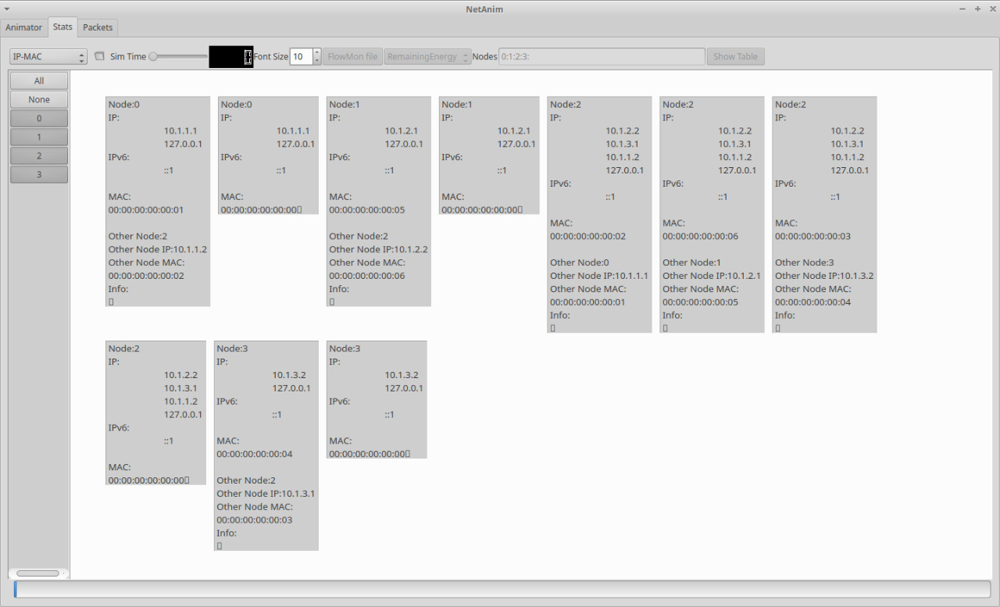 NetAnim
Animator Stats Packets
IP-MAC Sim Time 0 Font Size 10 FlowMon file RemainingEnergy Nodes 0:1:2:3: Show Table
All
None
0
1
2
3
Node:0
IP:
10.1.1.1
127.0.0.1
IPv6:
::1
MAC:
00:00:00:00:00:01
Other Node:2
Other Node IP:10.1.1.2
Other Node MAC:
00:00:00:00:00:02
Info:
Node:0
IP:
10.1.1.1
127.0.0.1
IPv6:
::1
MAC:
00:00:00:00:00:00
Node:1
IP:
10.1.2.1
127.0.0.1
IPv6:
::1
MAC:
00:00:00:00:00:05
Other Node:2
Other Node IP:10.1.2.2
Other Node MAC:
00:00:00:00:00:06
Info:
Node:1
IP:
10.1.2.1
127.0.0.1
IPv6:
::1
MAC:
00:00:00:00:00:00
Node:2
IP:
10.1.2.2
10.1.3.1
10.1.1.2
127.0.0.1
IPv6:
::1
MAC:
00:00:00:00:00:02
Other Node:0
Other Node IP:10.1.1.1
Other Node MAC:
00:00:00:00:00:01
Info:
Node:2
IP:
10.1.2.2
10.1.3.1
10.1.1.2
127.0.0.1
IPv6:
::1
MAC:
00:00:00:00:00:06
Other Node:1
Other Node IP:10.1.2.1
Other Node MAC:
00:00:00:00:00:05
Info:
Node:2
IP:
10.1.2.2
10.1.3.1
10.1.1.2
127.0.0.1
IPv6:
::1
MAC:
00:00:00:00:00:03
Other Node:3
Other Node IP:10.1.3.2
Other Node MAC:
00:00:00:00:00:04
Info:
Node:2
IP:
10.1.2.2
10.1.3.1
10.1.1.2
127.0.0.1
IPv6:
::1
MAC:
00:00:00:00:00:00
Node:3
IP:
10.1.3.2
127.0.0.1
IPv6:
::1
MAC:
00:00:00:00:00:04
Other Node:2
Other Node IP:10.1.3.1
Other Node MAC:
00:00:00:00:00:03
Info:
Node:3
IP:
10.1.3.2
127.0.0.1
IPv6:
::1
MAC:
00:00:00:00:00:00